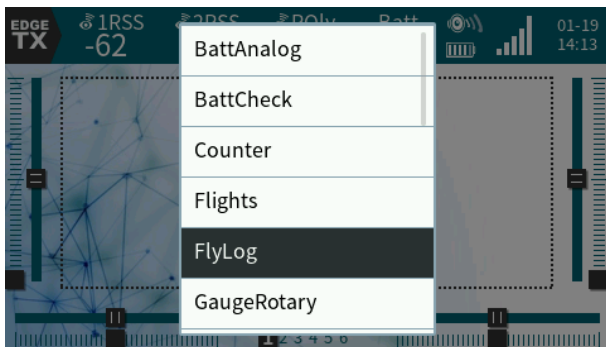 EDGE
TX
1RSS
-62
2RSS
RQly
Batt
01-19
14:13
BattAnalog
BattCheck
Counter
Flights
FlyLog
GaugeRotary
1 2 3 4 5 6